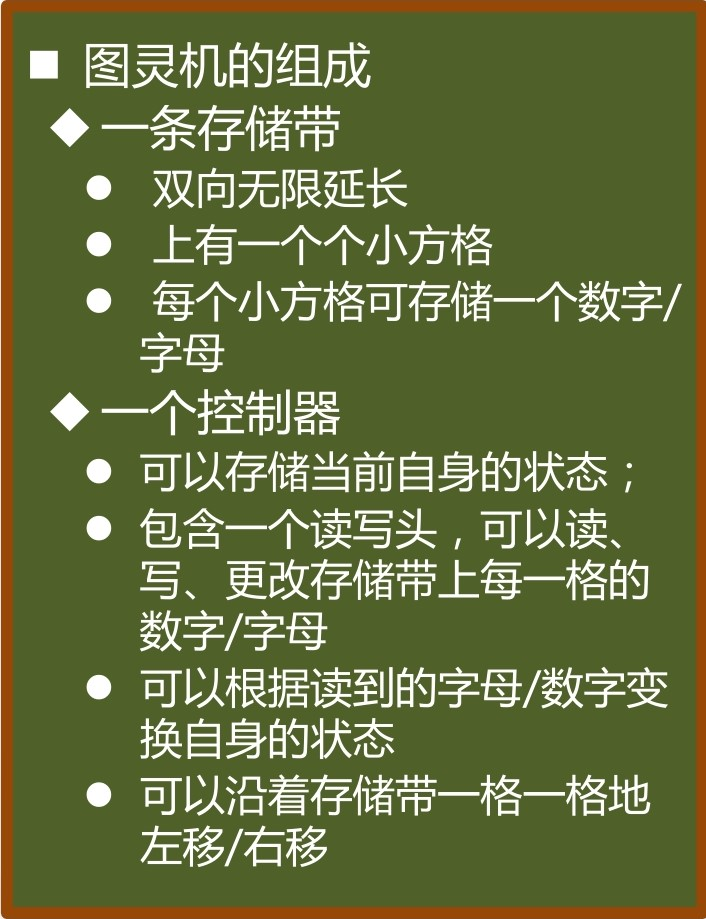 ■ 图灵机的组成
◆ 一条存储带
● 双向无限延长
● 上有一个个小方格
● 每个小方格可存储一个数字/
字母
◆ 一个控制器
● 可以存储当前自身的状态；
● 包含一个读写头，可以读、
写、更改存储带上每一格的
数字/字母
● 可以根据读到的字母/数字变
换自身的状态
● 可以沿着存储带一格一格地
左移/右移